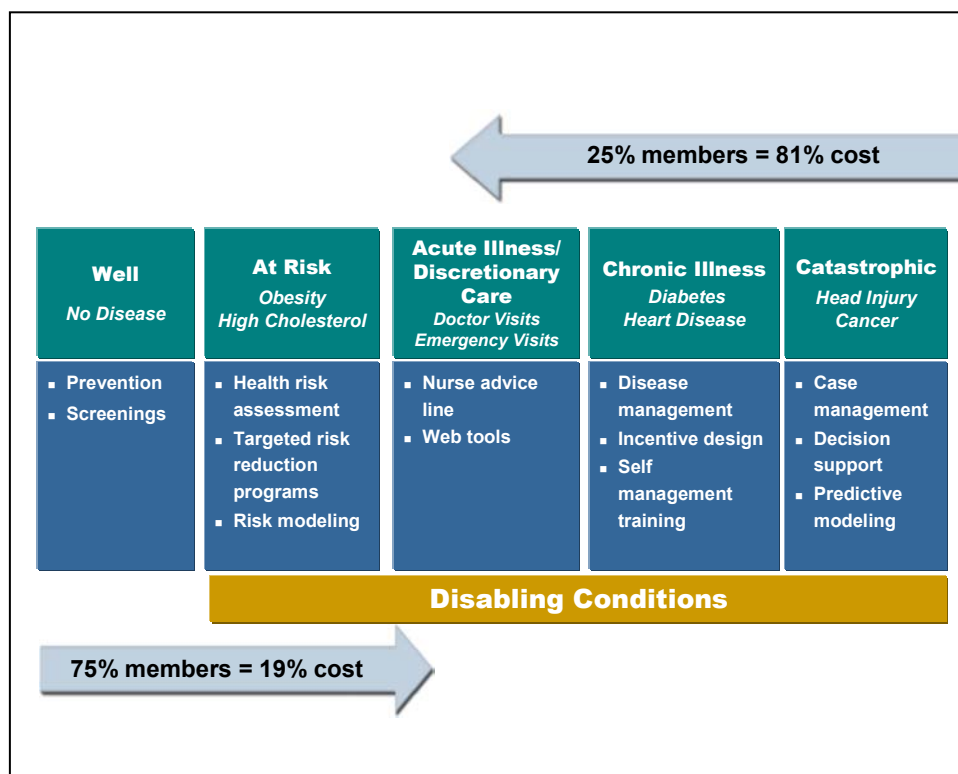 25% members = 81% cost
Well
No Disease
At Risk
Obesity
High Cholesterol
Acute Illness/
Discretionary
Care
Doctor Visits
Emergency Visits
Chronic Illness
Diabetes
Heart Disease
Catastrophic
Head Injury
Cancer
▪ Prevention
▪ Screenings
▪ Health risk
assessment
▪ Targeted risk
reduction
programs
▪ Risk modeling
▪ Nurse advice
line
▪ Web tools
▪ Disease
management
▪ Incentive design
▪ Self
management
training
▪ Case
management
▪ Decision
support
▪ Predictive
modeling
Disabling Conditions
75% members = 19% cost